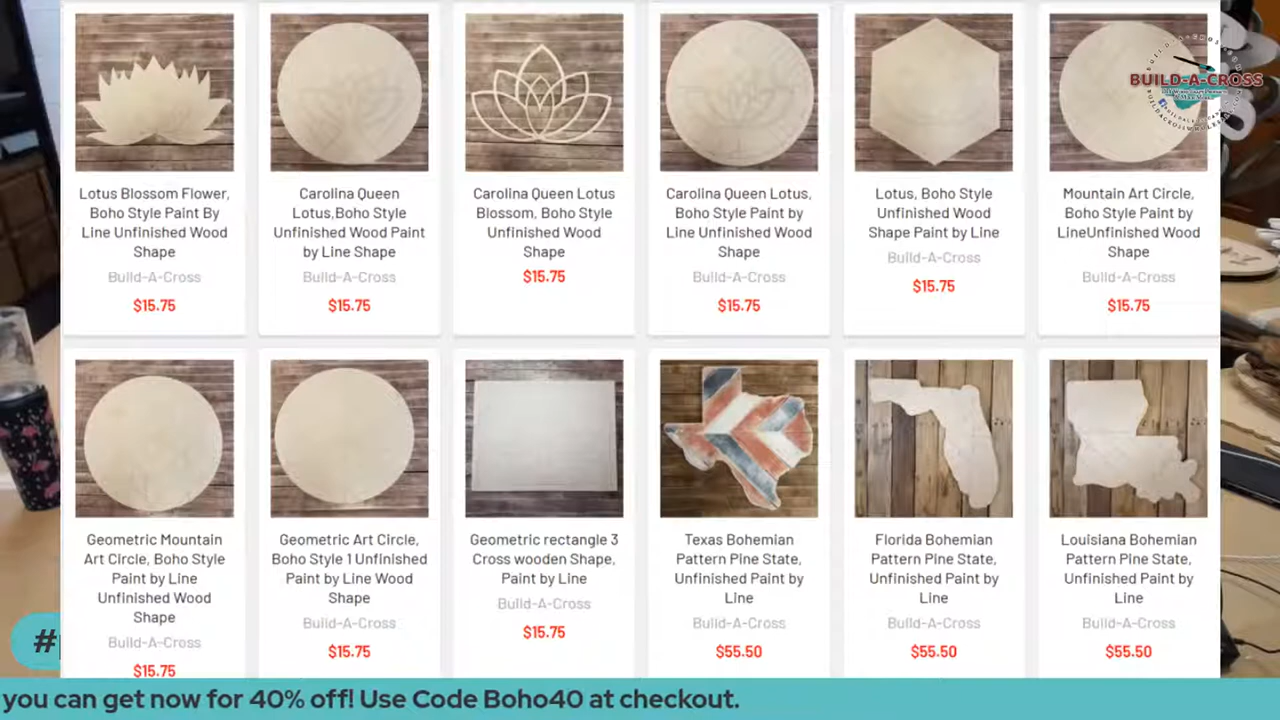 BUILD-A-CROSS
Lotus Blossom Flower,
Boho Style Paint By
Line Unfinished Wood
Shape
Build-A-Cross
$15.75
Carolina Queen
Lotus,Boho Style
Unfinished Wood Paint
by Line Shape
Build-A-Cross
$15.75
Carolina Queen Lotus
Blossom, Boho Style
Unfinished Wood
Shape
$15.75
Carolina Queen Lotus,
Boho Style Paint by
Line Unfinished Wood
Shape
Build-A-Cross
$15.75
Lotus, Boho Style
Unfinished Wood
Shape Paint by Line
Build-A-Cross
$15.75
Mountain Art Circle,
Boho Style Paint by
LineUnfinished Wood
Shape
Build-A-Cross
$15.75
Geometric Mountain
Art Circle, Boho Style
Paint by Line
Unfinished Wood
Shape
Build-A-Cross
$15.75
Geometric Art Circle,
Boho Style 1 Unfinished
Paint by Line Wood
Shape
Build-A-Cross
$15.75
Geometric rectangle 3
Cross wooden Shape,
Paint by Line
Build-A-Cross
$15.75
Texas Bohemian
Pattern Pine State,
Unfinished Paint by
Line
Build-A-Cross
$55.50
Florida Bohemian
Pattern Pine State,
Unfinished Paint by
Line
Build-A-Cross
$55.50
Louisiana Bohemian
Pattern Pine State,
Unfinished Paint by
Line
Build-A-Cross
$55.50
#
you can get now for 40% off! Use Code Boho40 at checkout.